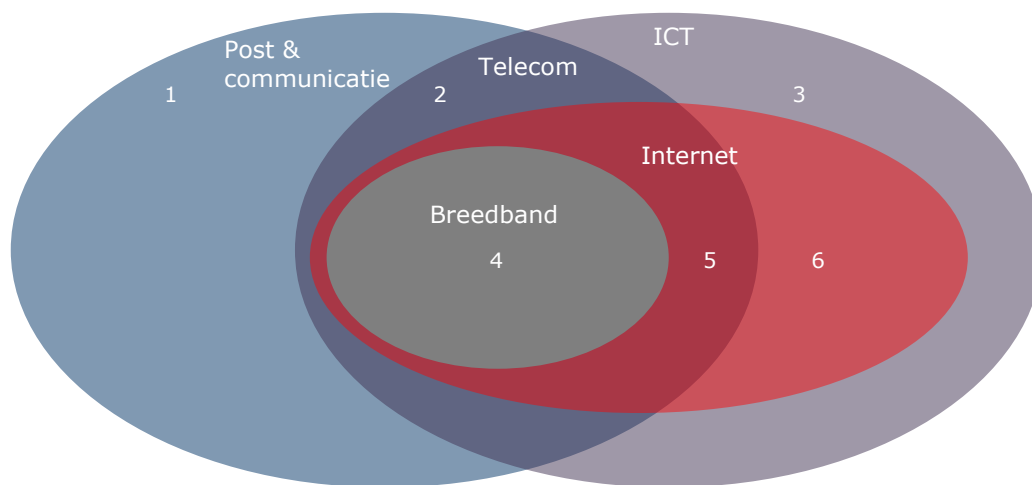 Post &
communicatie
1
Telecom
2
ICT
3
Internet
Breedband
4
5
6